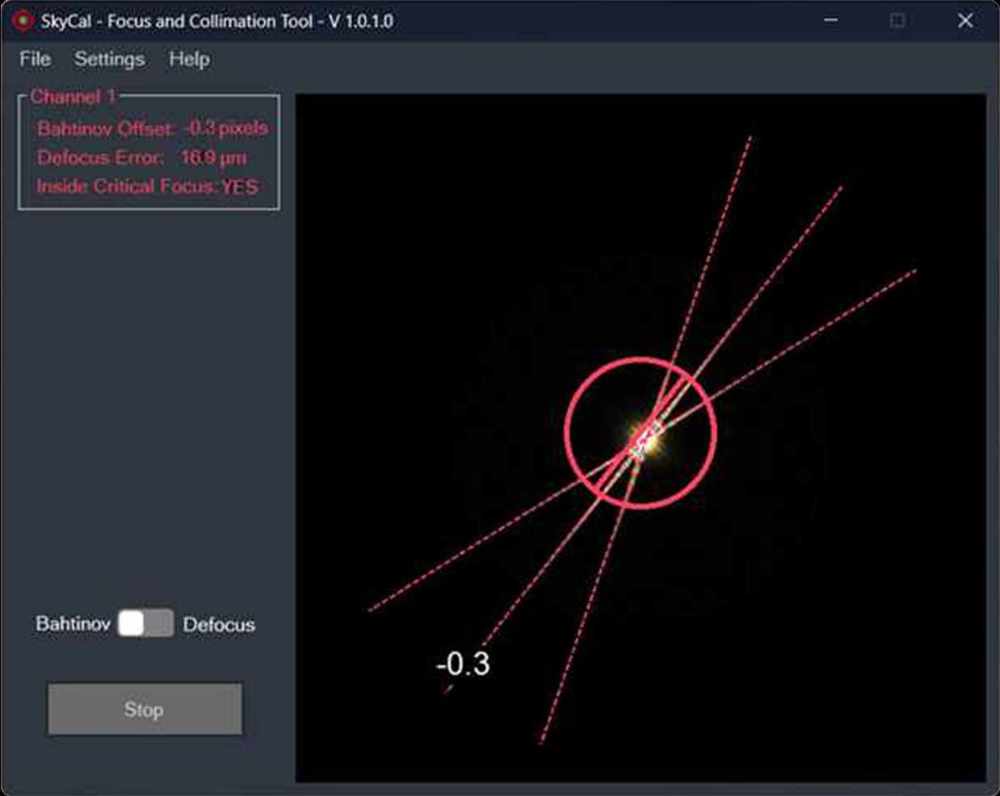 SkyCal - Focus and Collimation Tool - V 1.0.1.0
File Settings Help
Channel 1
Bahtinov Offset: -0.3 pixels
Defocus Error: 16.9 µm
Inside Critical Focus: YES
Bahtinov Defocus
-0.3
Stop